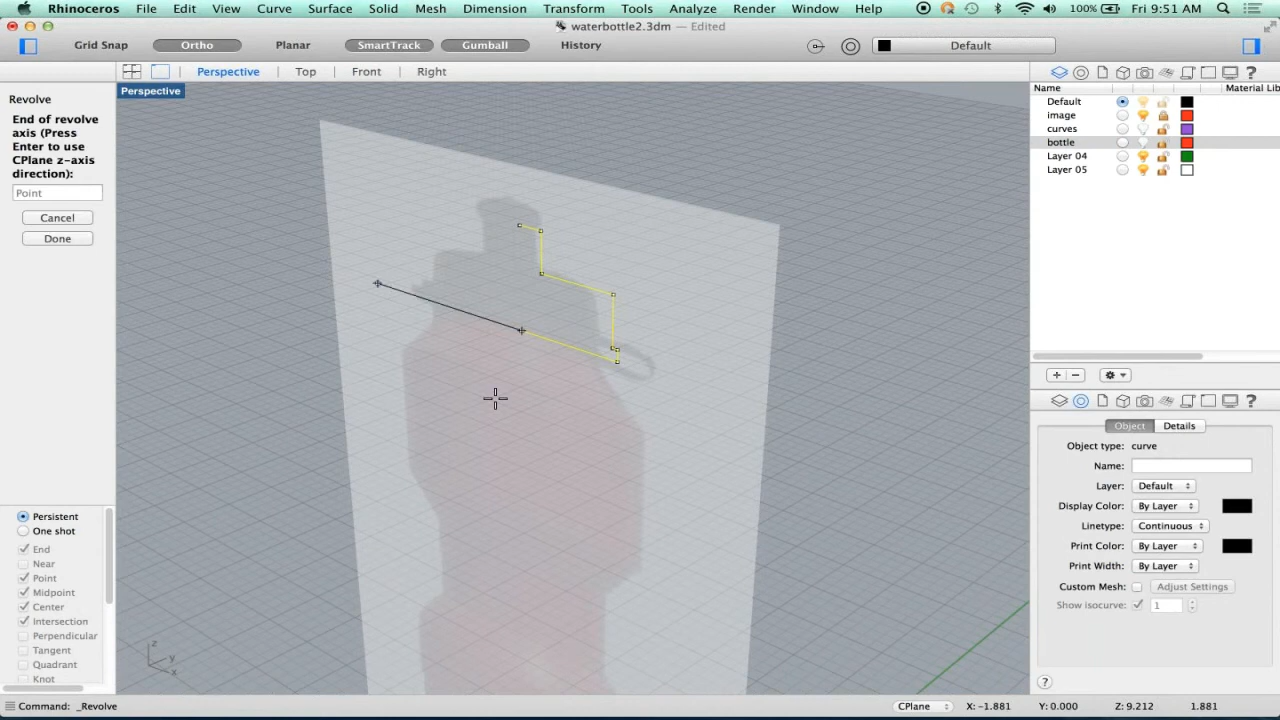 Rhinoceros File Edit View Curve Surface Solid Mesh Dimension Transform Tools Analyze Render Window Help 100% Fri 9:51 AM
waterbottle2.3dm — Edited
Grid Snap Ortho Planar SmartTrack Gumball History Default
Perspective Top Front Right
Perspective
Revolve
End of revolve
axis (Press
Enter to use
CPlane z-axis
direction):
Point
Cancel
Done
Persistent
One shot
End
Near
Point
Midpoint
Center
Intersection
Perpendicular
Tangent
Quadrant
Knot
z
y
x
Name Material Lib
Default
image
curves
bottle
Layer 04
Layer 05
Object Details
Object type: curve
Name:
Layer: Default
Display Color: By Layer
Linetype: Continuous
Print Color: By Layer
Print Width: By Layer
Custom Mesh: Adjust Settings
Show isocurve: 1
?
Command: _Revolve
CPlane X: -1.881 Y: 0.000 Z: 9.212 1.881